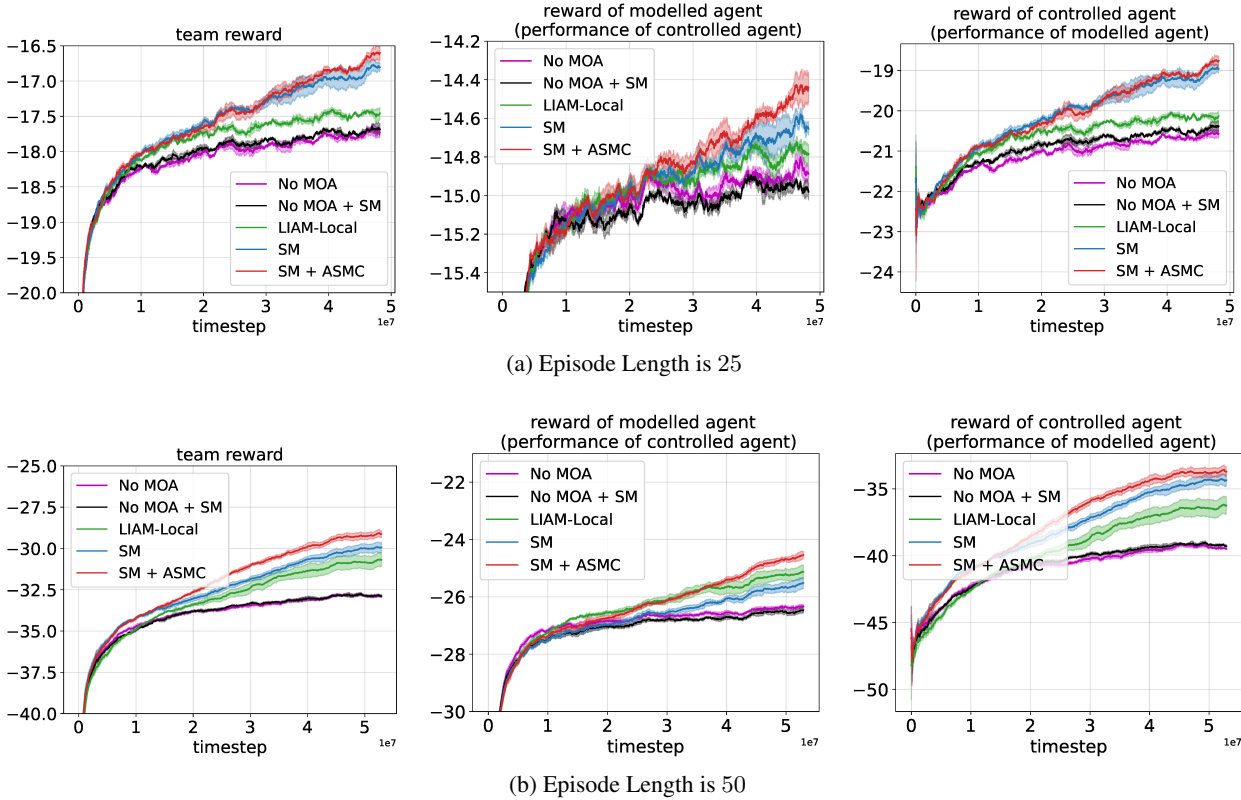 team reward
−16.5
−17.0
−17.5
−18.0
−18.5
−19.0
−19.5
−20.0
No MOA
No MOA + SM
LIAM-Local
SM
SM + ASMC
0 1 2 3 4 5
1e7
timestep
reward of modelled agent
(performance of controlled agent)
−14.2
−14.4
−14.6
−14.8
−15.0
−15.2
−15.4
No MOA
No MOA + SM
LIAM-Local
SM
SM + ASMC
0 1 2 3 4 5
1e7
timestep
reward of controlled agent
(performance of modelled agent)
−19
−20
−21
−22
−23
−24
No MOA
No MOA + SM
LIAM-Local
SM
SM + ASMC
0 1 2 3 4 5
1e7
timestep
(a) Episode Length is 25
team reward
−25.0
−27.5
−30.0
−32.5
−35.0
−37.5
−40.0
No MOA
No MOA + SM
LIAM-Local
SM
SM + ASMC
0 1 2 3 4 5
1e7
timestep
reward of modelled agent
(performance of controlled agent)
−22
−24
−26
−28
−30
No MOA
No MOA + SM
LIAM-Local
SM
SM + ASMC
0 1 2 3 4 5
1e7
timestep
reward of controlled agent
(performance of modelled agent)
−35
−40
−45
−50
No MOA
No MOA + SM
LIAM-Local
SM
SM + ASMC
0 1 2 3 4 5
1e7
timestep
(b) Episode Length is 50